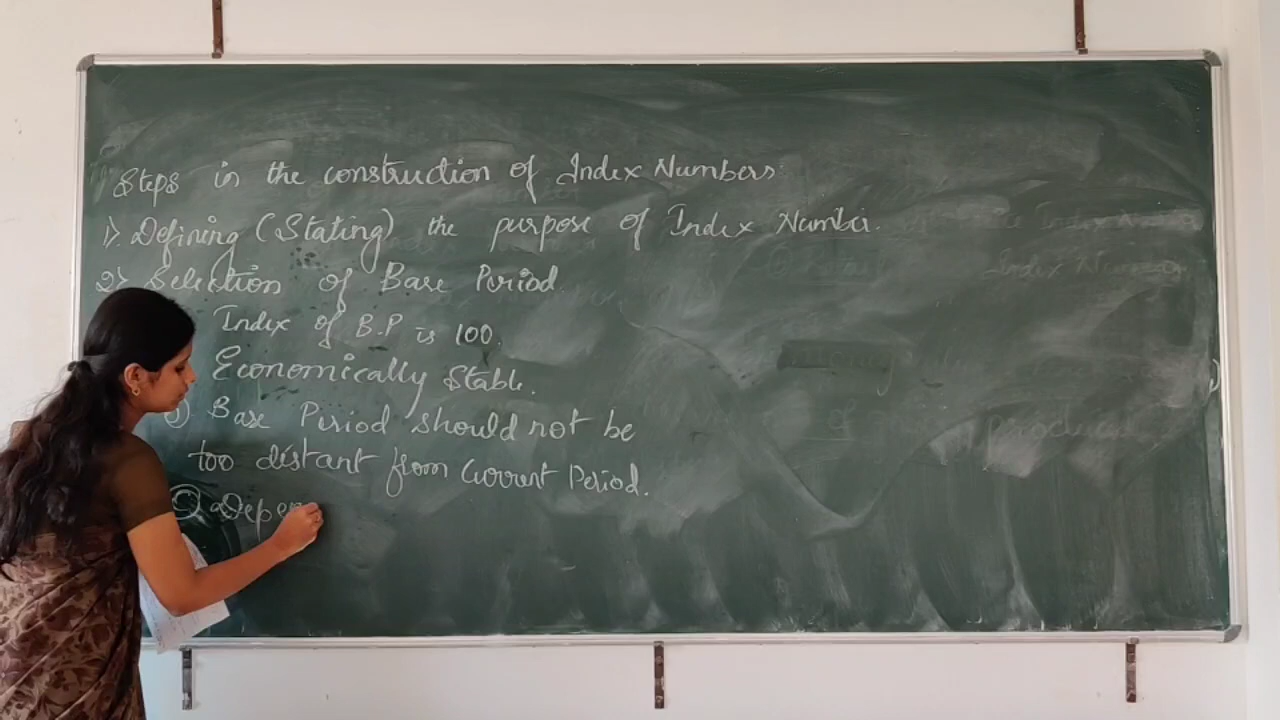 Steps in the construction of Index Numbers:
1) Defining (Stating) the purpose of Index Number.
2) Selection of Base Period
Index of B.P is 100.
Economically Stable.
Base Period should not be
too distant from Current Period.
Depen